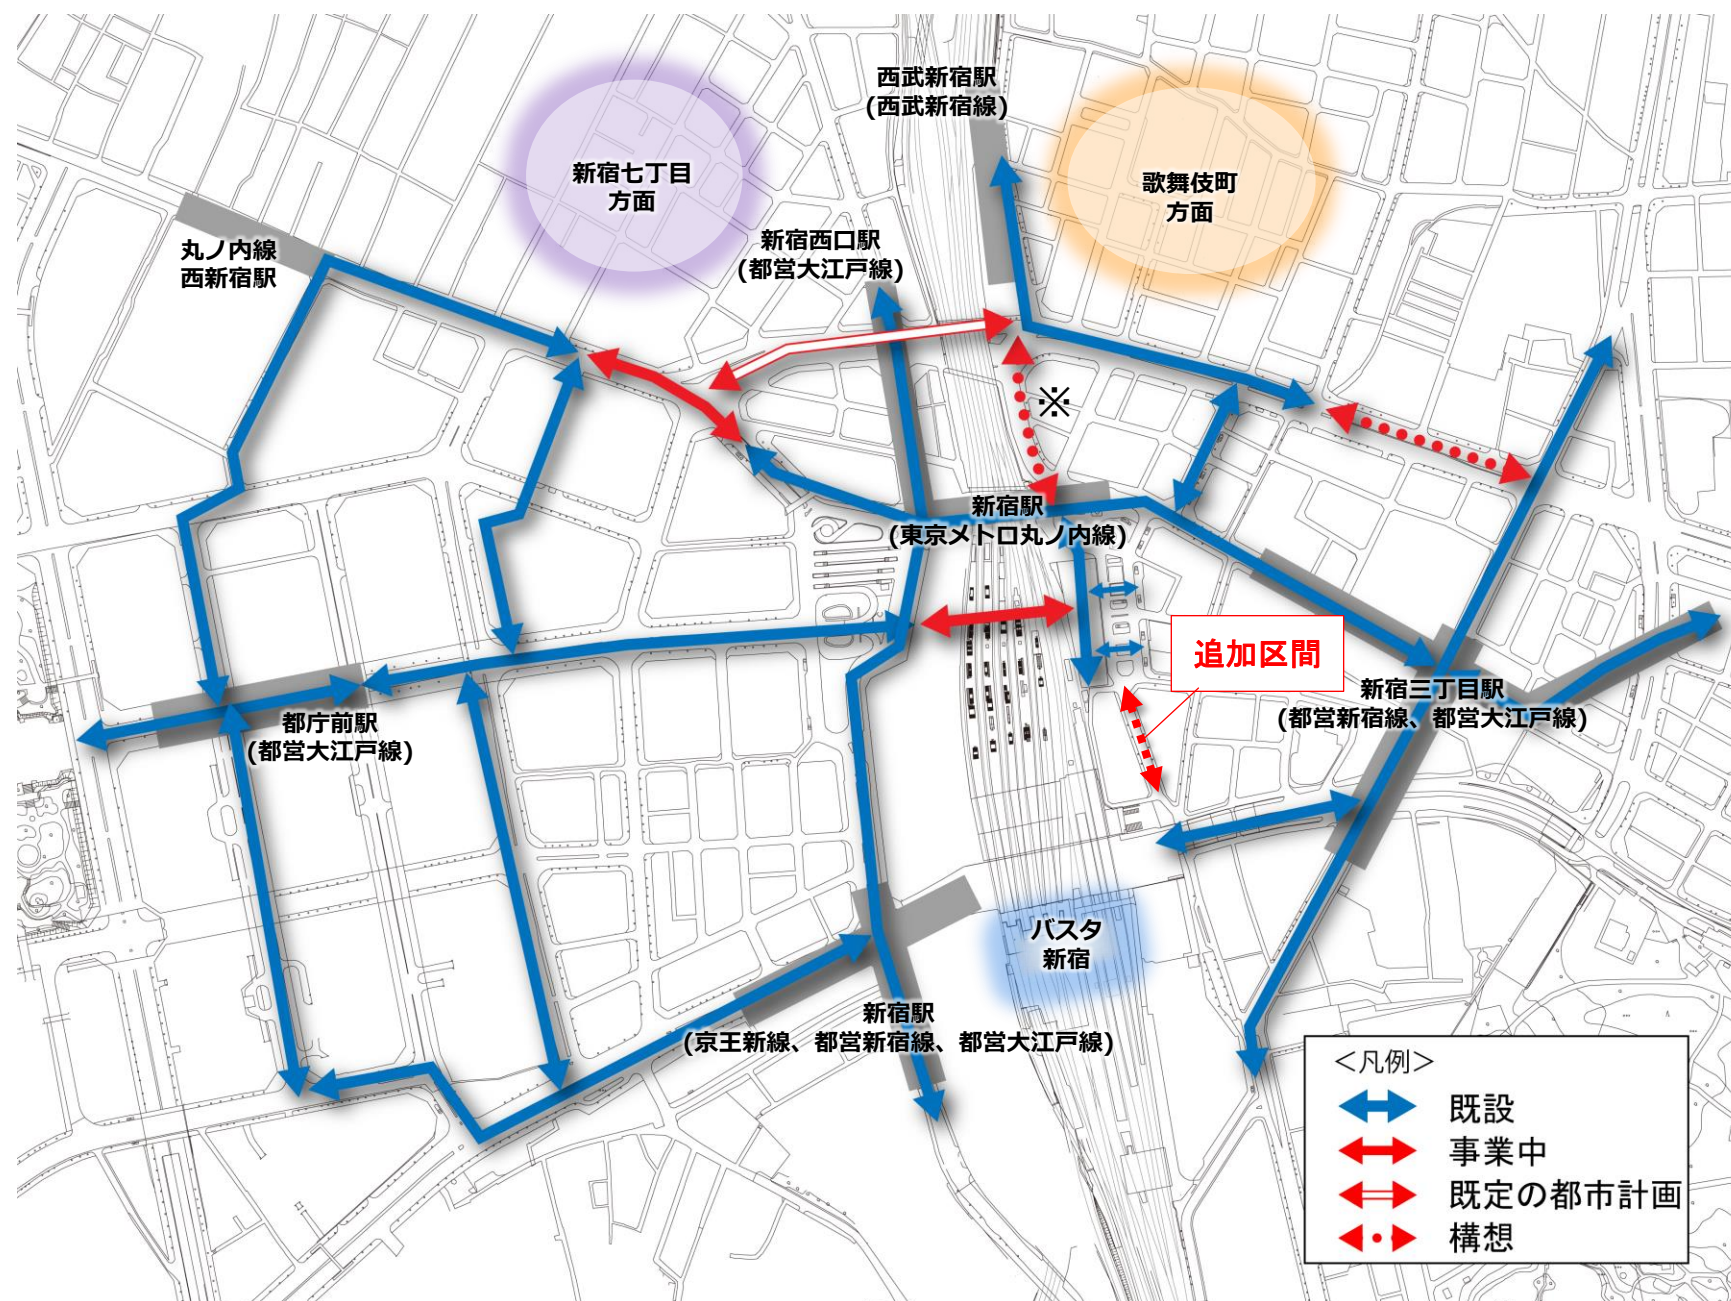 西武新宿駅
(西武新宿線)
新宿七丁目
方面
歌舞伎町
方面
新宿西口駅
(都営大江戸線)
丸ノ内線
西新宿駅
※
新宿駅
(東京メトロ丸ノ内線)
追加区間
新宿三丁目駅
(都営新宿線、都営大江戸線)
都庁前駅
(都営大江戸線)
バスタ
新宿
新宿駅
(京王新線、都営新宿線、都営大江戸線)
＜凡例＞
既設
事業中
既定の都市計画
構想